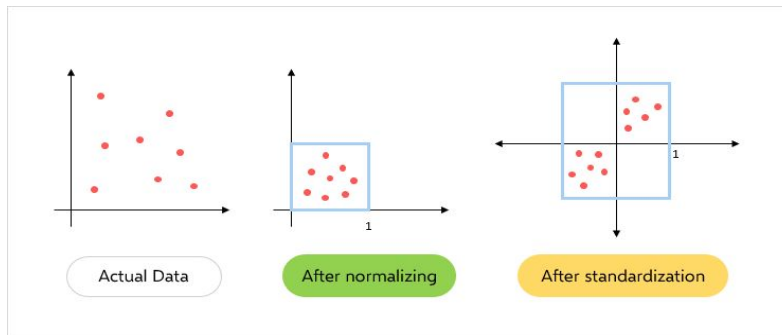 1
1
Actual Data
After normalizing
After standardization